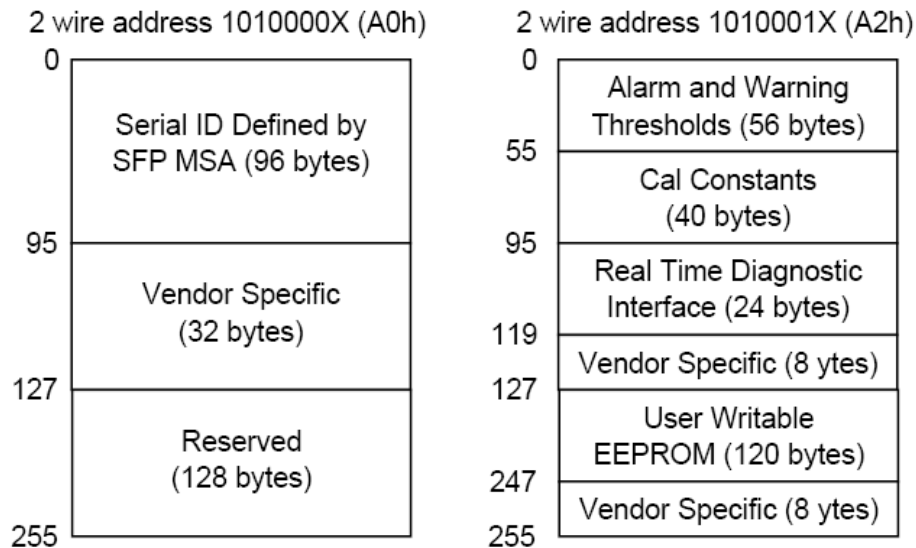 2 wire address 1010000X (A0h)
0
Serial ID Defined by
SFP MSA (96 bytes)
95
Vendor Specific
(32 bytes)
127
Reserved
(128 bytes)
255
2 wire address 1010001X (A2h)
0
Alarm and Warning
Thresholds (56 bytes)
55
Cal Constants
(40 bytes)
95
Real Time Diagnostic
Interface (24 bytes)
119
Vendor Specific (8 ytes)
127
User Writable
EEPROM (120 bytes)
247
Vendor Specific (8 ytes)
255